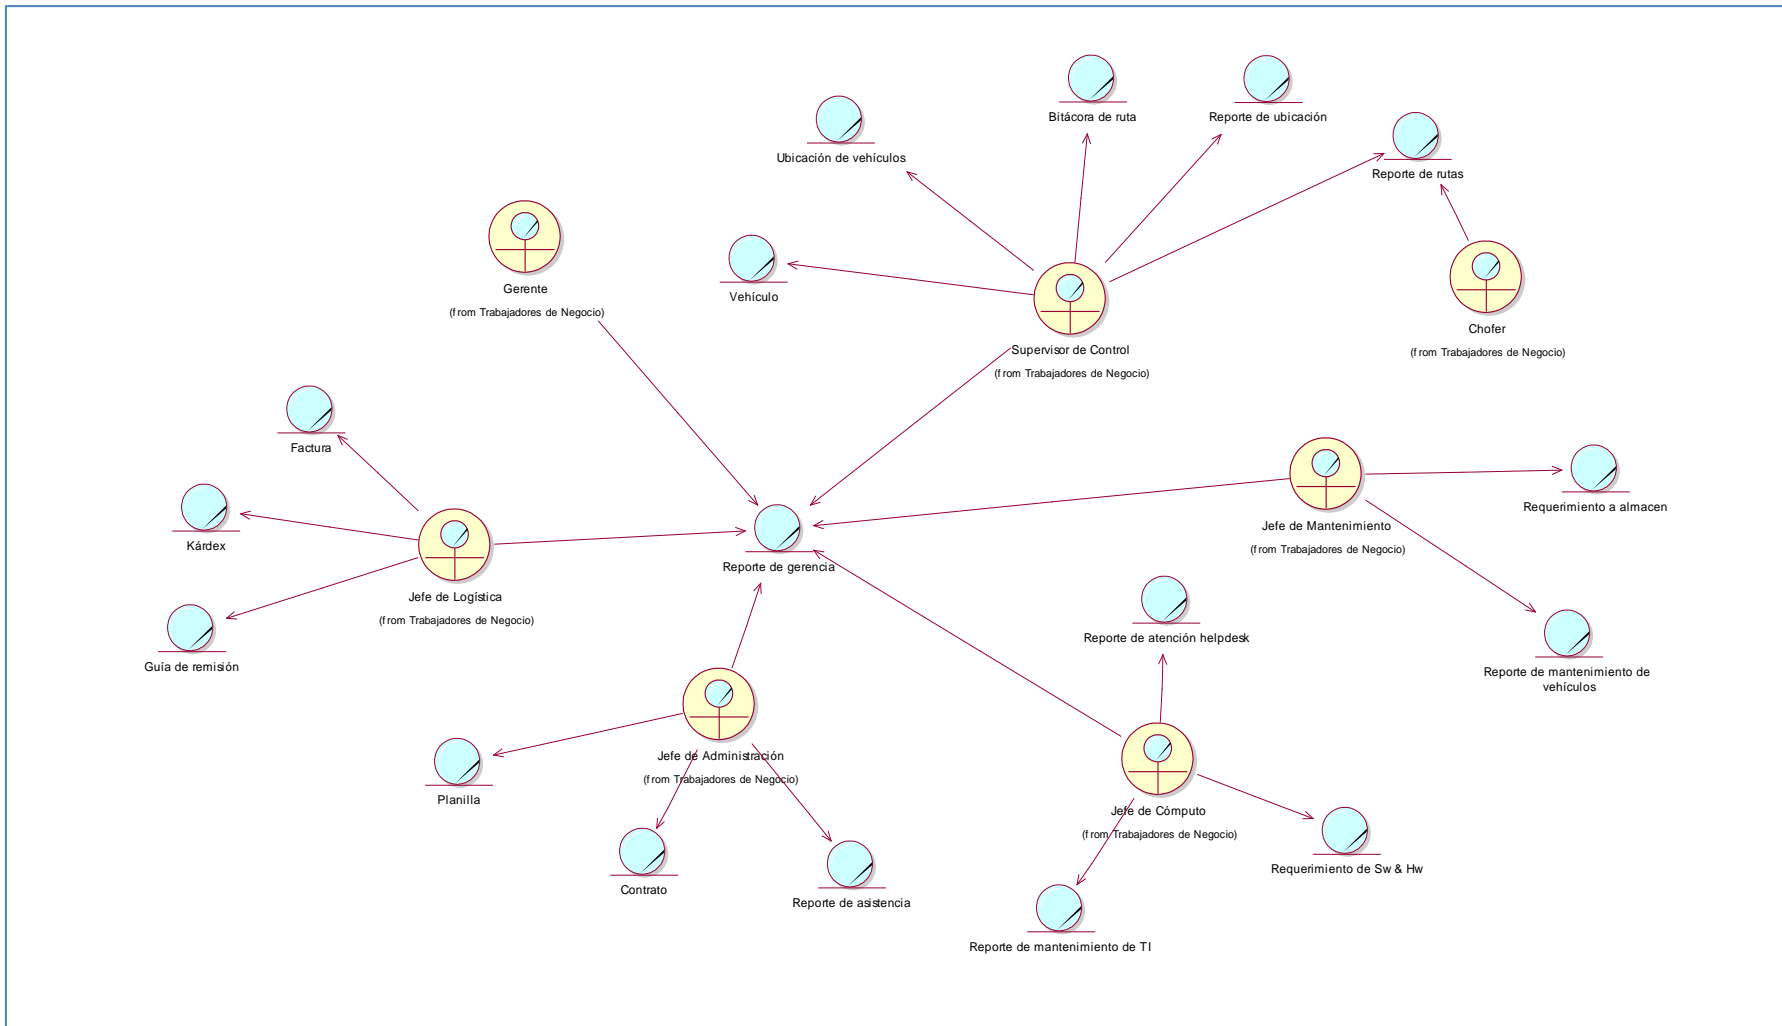 Bitácora de ruta
Reporte de ubicación
Ubicación de vehículos
Reporte de rutas
Gerente
(from Trabajadores de Negocio)
Vehículo
Supervisor de Control
(from Trabajadores de Negocio)
Chofer
(from Trabajadores de Negocio)
Factura
Kárdex
Jefe de Logística
(from Trabajadores de Negocio)
Guía de remisión
Reporte de gerencia
Jefe de Mantenimiento
(from Trabajadores de Negocio)
Requerimiento a almacen
Reporte de atención helpdesk
Reporte de mantenimiento de
vehículos
Jefe de Administración
(from Trabajadores de Negocio)
Planilla
Contrato
Reporte de asistencia
Jefe de Cómputo
(from Trabajadores de Negocio)
Requerimiento de Sw & Hw
Reporte de mantenimiento de TI